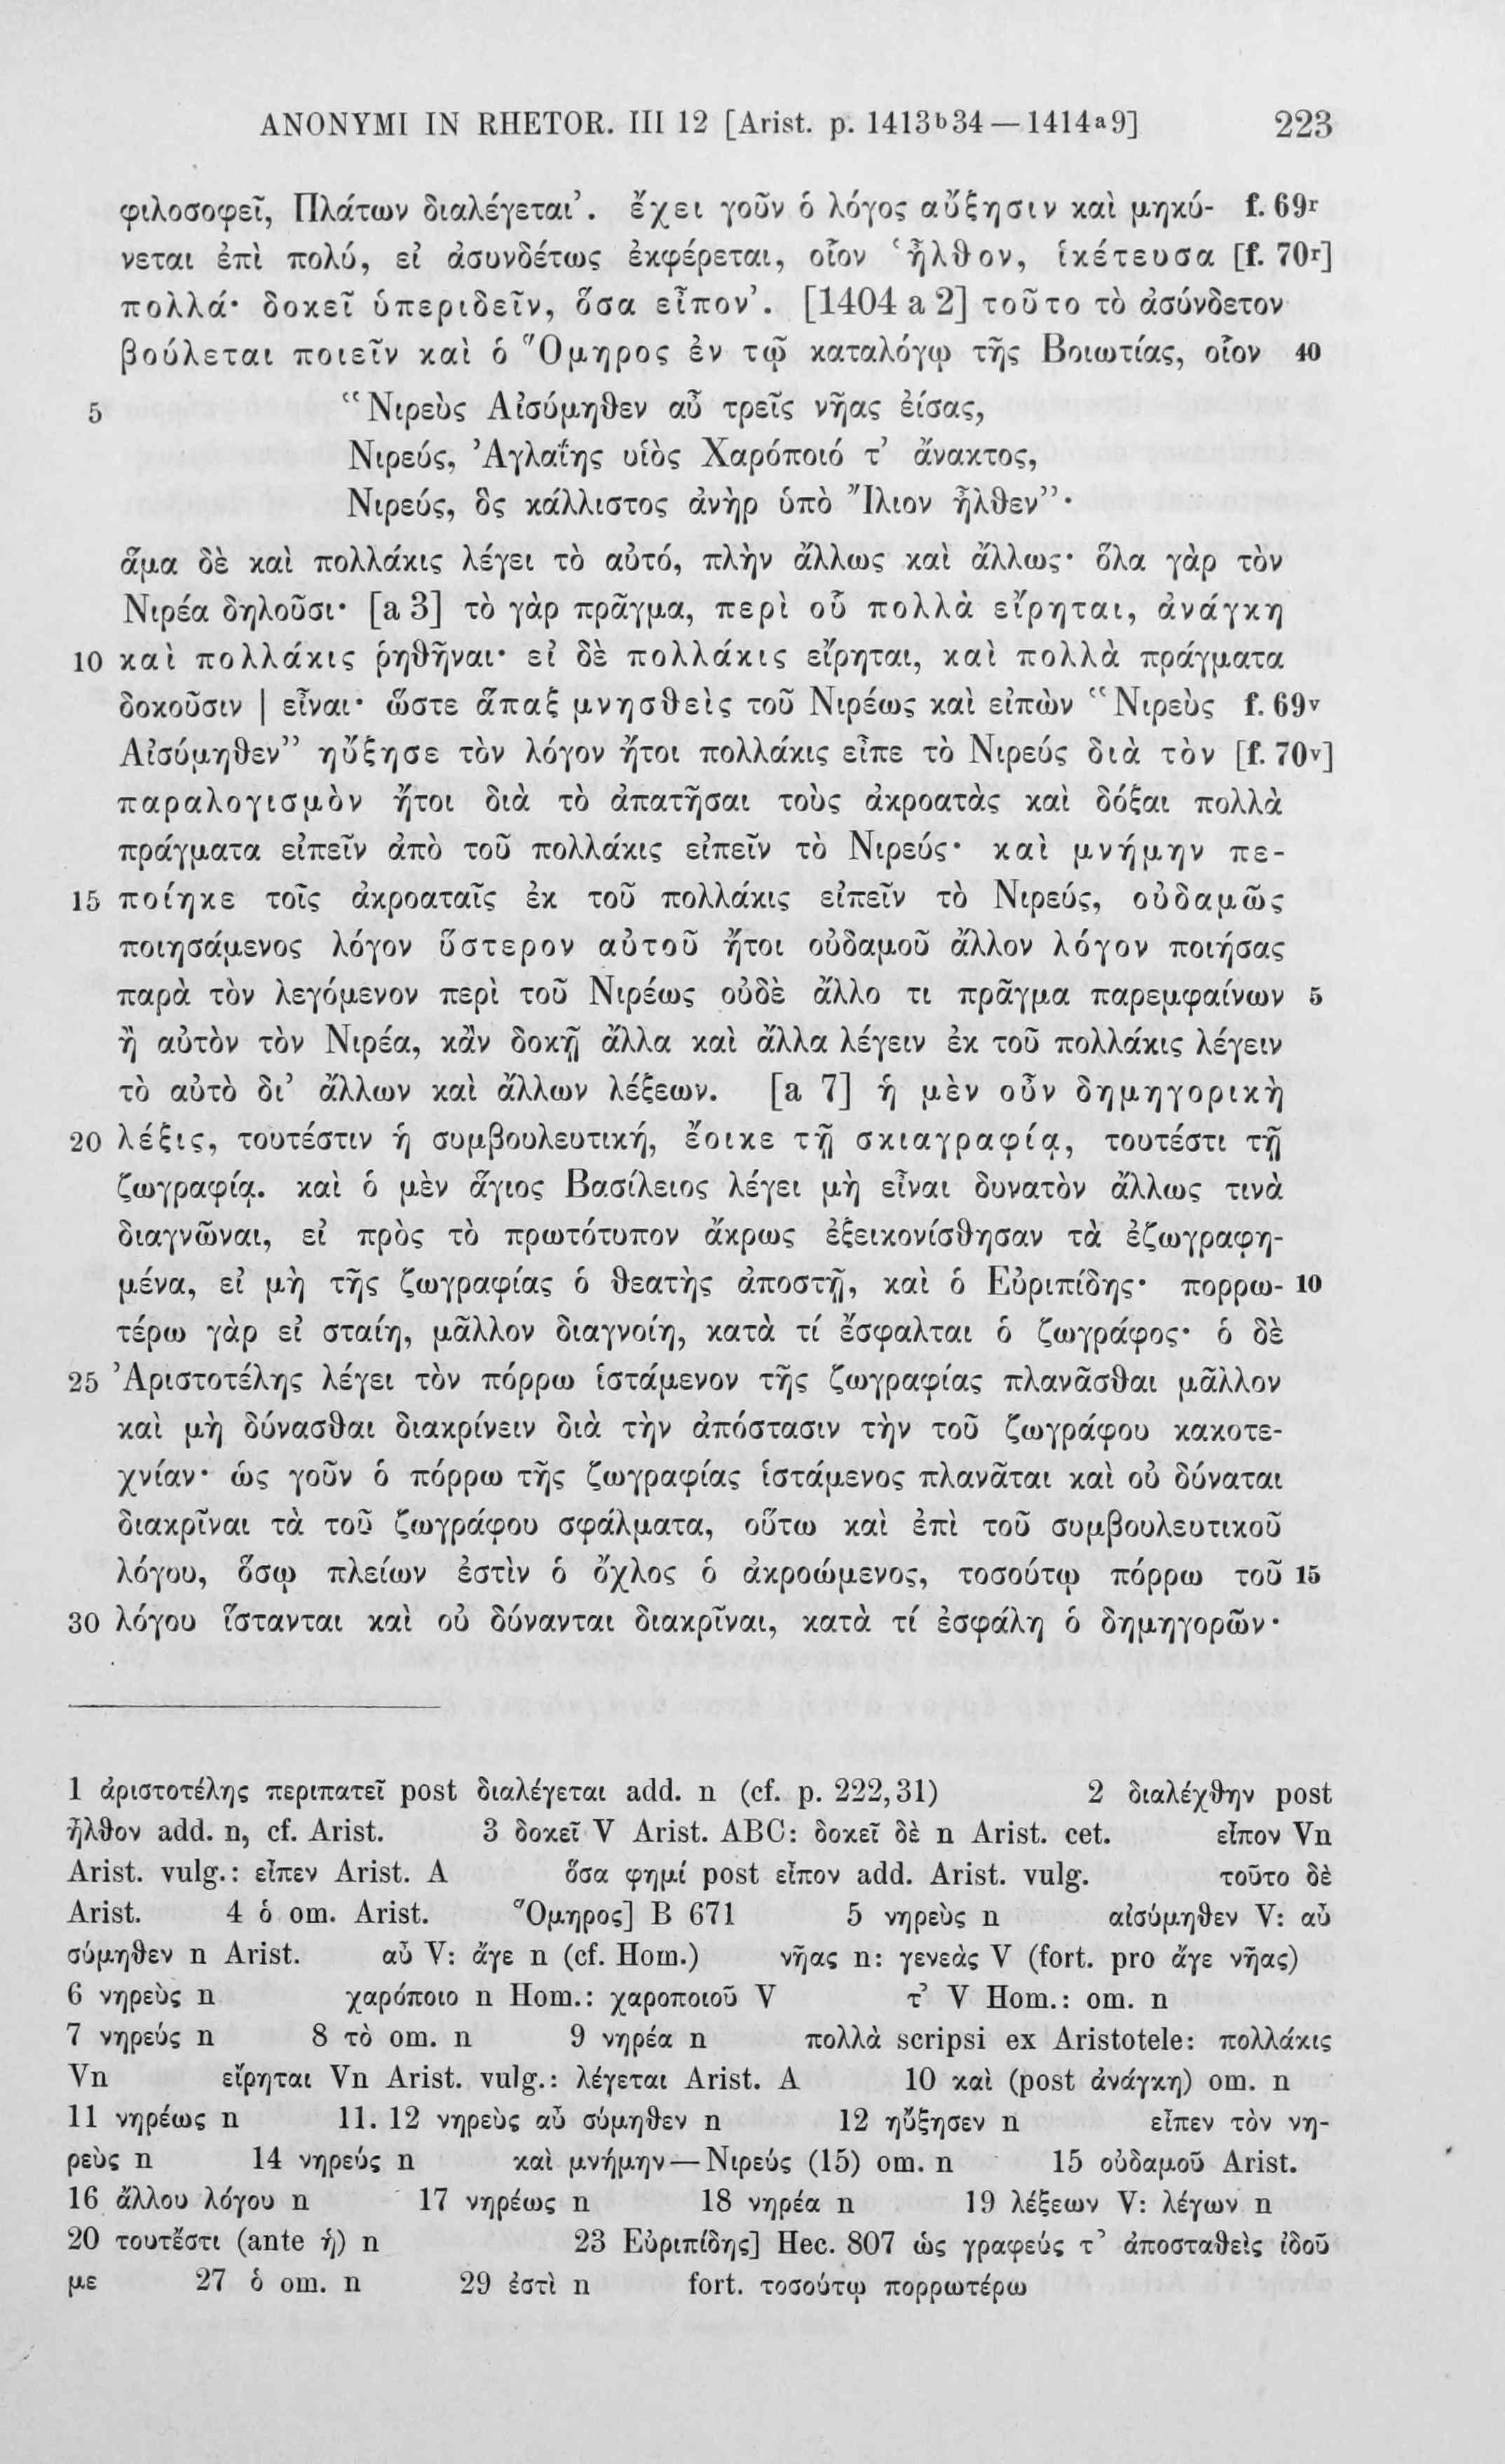 ANONYMI IN RHETOR. III 12 [Arist. p. 1413b34 — 1414a9] 223
φιλοσοφεῖ, Πλάτων διαλέγεται’. ἔχει γοῦν ὁ λόγος αὔξησιν καὶ μηκύ- f. 69r
νεται ἐπὶ πολύ, εἰ ἀσυνδέτως ἐκφέρεται, οἷον ‘ἦλθον, ἱκέτευσα [f. 70r]
πολλά· δοκεῖ ὑπεριδεῖν, ὅσα εἶπον’. [1404 a 2] τοῦτο τὸ ἀσύνδετον
βούλεται ποιεῖν καὶ ὁ Ὅμηρος ἐν τῷ καταλόγῳ τῆς Βοιωτίας, οἷον 40
5 “Νιρεὺς Αἰσύμηθεν αὖ τρεῖς νῆας ἐίσας,
Νιρεύς, Ἀγλαΐης υἱὸς Χαρόποιό τ’ ἄνακτος,
Νιρεύς, ὃς κάλλιστος ἀνὴρ ὑπὸ Ἴλιον ἦλθεν”·
ἅμα δὲ καὶ πολλάκις λέγει τὸ αὐτό, πλὴν ἄλλως καὶ ἄλλως· ὅλα γὰρ τὸν
Νιρέα δηλοῦσι· [a 3] τὸ γὰρ πρᾶγμα, περὶ οὗ πολλὰ εἴρηται, ἀνάγκη
10 καὶ πολλάκις ῥηθῆναι· εἰ δὲ πολλάκις εἴρηται, καὶ πολλὰ πράγματα
δοκοῦσιν | εἶναι· ὥστε ἅπαξ μνησθεὶς τοῦ Νιρέως καὶ εἰπὼν “Νιρεὺς f. 69v
Αἰσύμηθεν” ηὔξησε τὸν λόγον ἤτοι πολλάκις εἶπε τὸ Νιρεύς διὰ τὸν [f. 70v]
παραλογισμὸν ἤτοι διὰ τὸ ἀπατῆσαι τοὺς ἀκροατὰς καὶ δόξαι πολλὰ
πράγματα εἰπεῖν ἀπὸ τοῦ πολλάκις εἰπεῖν τὸ Νιρεύς· καὶ μνήμην πε-
15 ποίηκε τοῖς ἀκροαταῖς ἐκ τοῦ πολλάκις εἰπεῖν τὸ Νιρεύς, οὐδαμῶς
ποιησάμενος λόγον ὕστερον αὐτοῦ ἤτοι οὐδαμοῦ ἄλλον λόγον ποιήσας
παρὰ τὸν λεγόμενον περὶ τοῦ Νιρέως οὐδὲ ἄλλο τι πρᾶγμα παρεμφαίνων 5
ἢ αὐτὸν τὸν Νιρέα, κἂν δοκῇ ἄλλα καὶ ἄλλα λέγειν ἐκ τοῦ πολλάκις λέγειν
τὸ αὐτὸ δι’ ἄλλων καὶ ἄλλων λέξεων. [a 7] ἡ μὲν οὖν δημηγορικὴ
20 λέξις, τουτέστιν ἡ συμβουλευτική, ἔοικε τῇ σκιαγραφίᾳ, τουτέστι τῇ
ζωγραφίᾳ. καὶ ὁ μὲν ἅγιος Βασίλειος λέγει μὴ εἶναι δυνατὸν ἄλλως τινὰ
διαγνῶναι, εἰ πρὸς τὸ πρωτότυπον ἄκρως ἐξεικονίσθησαν τὰ ἐζωγραφη-
μένα, εἰ μὴ τῆς ζωγραφίας ὁ θεατὴς ἀποστῇ, καὶ ὁ Εὐριπίδης· πορρω- 10
τέρω γὰρ εἰ σταίη, μᾶλλον διαγνοίη, κατὰ τί ἔσφαλται ὁ ζωγράφος· ὁ δὲ
25 Ἀριστοτέλης λέγει τὸν πόρρω ἱστάμενον τῆς ζωγραφίας πλανᾶσθαι μᾶλλον
καὶ μὴ δύνασθαι διακρίνειν διὰ τὴν ἀπόστασιν τὴν τοῦ ζωγράφου κακοτε-
χνίαν· ὡς γοῦν ὁ πόρρω τῆς ζωγραφίας ἱστάμενος πλανᾶται καὶ οὐ δύναται
διακρῖναι τὰ τοῦ ζωγράφου σφάλματα, οὕτω καὶ ἐπὶ τοῦ συμβουλευτικοῦ
λόγου, ὅσῳ πλείων ἐστὶν ὁ ὄχλος ὁ ἀκροώμενος, τοσούτῳ πόρρω τοῦ 15
30 λόγου ἵστανται καὶ οὐ δύνανται διακρῖναι, κατὰ τί ἐσφάλη ὁ δημηγορῶν·
1 ἀριστοτέλης περιπατεῖ post διαλέγεται add. n (cf. p. 222,31) 2 διαλέχθην post
ἦλθον add. n, cf. Arist. 3 δοκεῖ V Arist. ABC: δοκεῖ δὲ n Arist. cet. εἶπον Vn
Arist. vulg.: εἶπεν Arist. A ὅσα φημί post εἶπον add. Arist. vulg. τοῦτο δὲ
Arist. 4 ὁ om. Arist. Ὅμηρος] B 671 5 νηρεὺς n αἰσύμηθεν V: αὖ
σύμηθεν n Arist. αὖ V: ἄγε n (cf. Hom.) νῆας n: γενεὰς V (fort. pro ἄγε νῆας)
6 νηρεὺς n χαρόποιο n Hom.: χαροποιοῦ V τ’ V Hom.: om. n
7 νηρεύς n 8 τὸ om. n 9 νηρέα n πολλὰ scripsi ex Aristotele: πολλάκις
Vn εἴρηται Vn Arist. vulg.: λέγεται Arist. A 10 καὶ (post ἀνάγκη) om. n
11 νηρέως n 11. 12 νηρεὺς αὖ σύμηθεν n 12 ηὔξησεν n εἶπεν τὸν νη-
ρεὺς n 14 νηρεύς n καὶ μνήμην — Νιρεύς (15) om. n 15 οὐδαμοῦ Arist.
16 ἄλλου λόγου n 17 νηρέως n 18 νηρέα n 19 λέξεων V: λέγων n
20 τουτἔστι (ante ἡ) n 23 Εὐριπίδης] Hec. 807 ὡς γραφεύς τ’ ἀποσταθεὶς ἰδοῦ
με 27 ὁ om. n 29 ἐστὶ n fort. τοσούτῳ πορρωτέρω